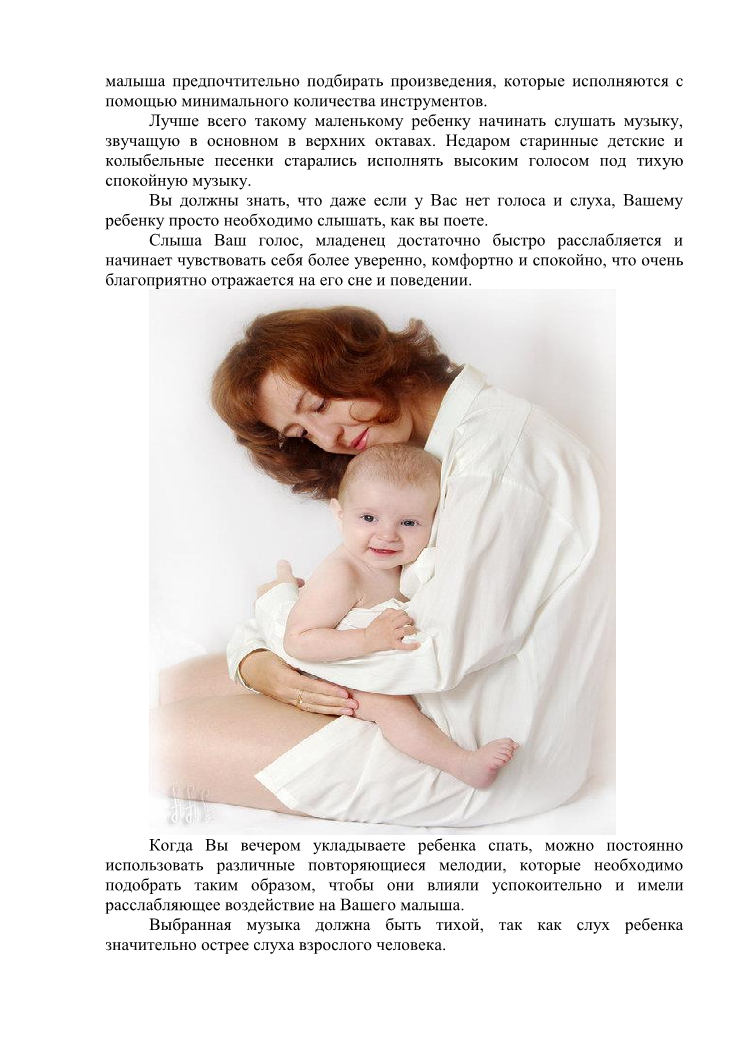 малыша предпочтительно подбирать произведения, которые исполняются с
помощью минимального количества инструментов.
Лучше всего такому маленькому ребенку начинать слушать музыку,
звучащую в основном в верхних октавах. Недаром старинные детские и
колыбельные песенки старались исполнять высоким голосом под тихую
спокойную музыку.
Вы должны знать, что даже если у Вас нет голоса и слуха, Вашему
ребенку просто необходимо слышать, как вы поете.
Слыша Ваш голос, младенец достаточно быстро расслабляется и
начинает чувствовать себя более уверенно, комфортно и спокойно, что очень
благоприятно отражается на его сне и поведении.
Когда Вы вечером укладываете ребенка спать, можно постоянно
использовать различные повторяющиеся мелодии, которые необходимо
подобрать таким образом, чтобы они влияли успокоительно и имели
расслабляющее воздействие на Вашего малыша.
Выбранная музыка должна быть тихой, так как слух ребенка
значительно острее слуха взрослого человека.